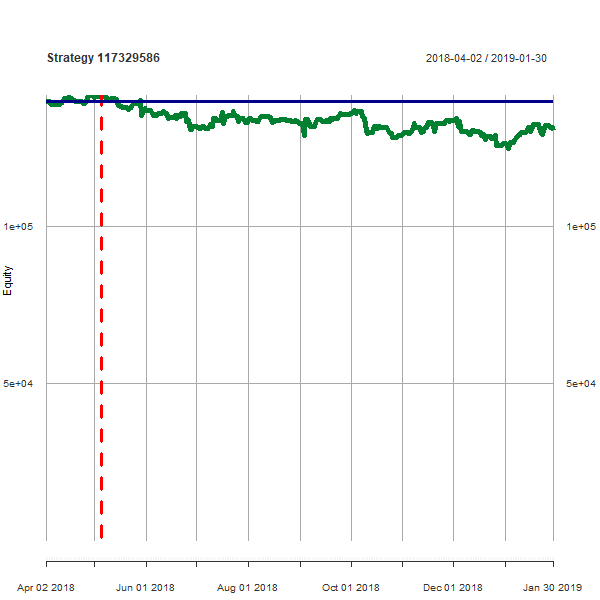 Strategy 117329586
2018-04-02 / 2019-01-30
1e+05
1e+05
Equity
5e+04
5e+04
Apr 02 2018
Jun 01 2018
Aug 01 2018
Oct 01 2018
Dec 01 2018
Jan 30 2019